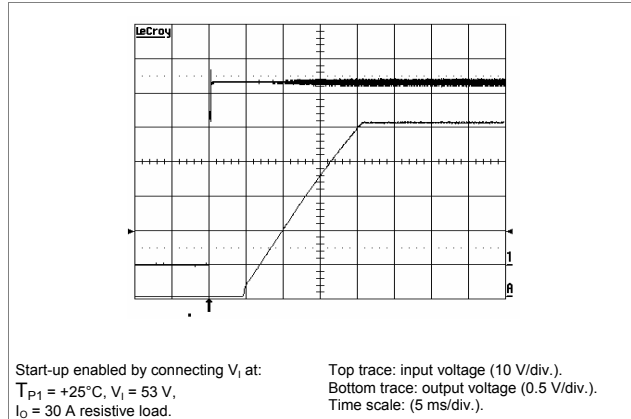 LeCroy
1
A
Start-up enabled by connecting VI at:
TP1 = +25°C, VI = 53 V,
IO = 30 A resistive load.
Top trace: input voltage (10 V/div.).
Bottom trace: output voltage (0.5 V/div.).
Time scale: (5 ms/div.).